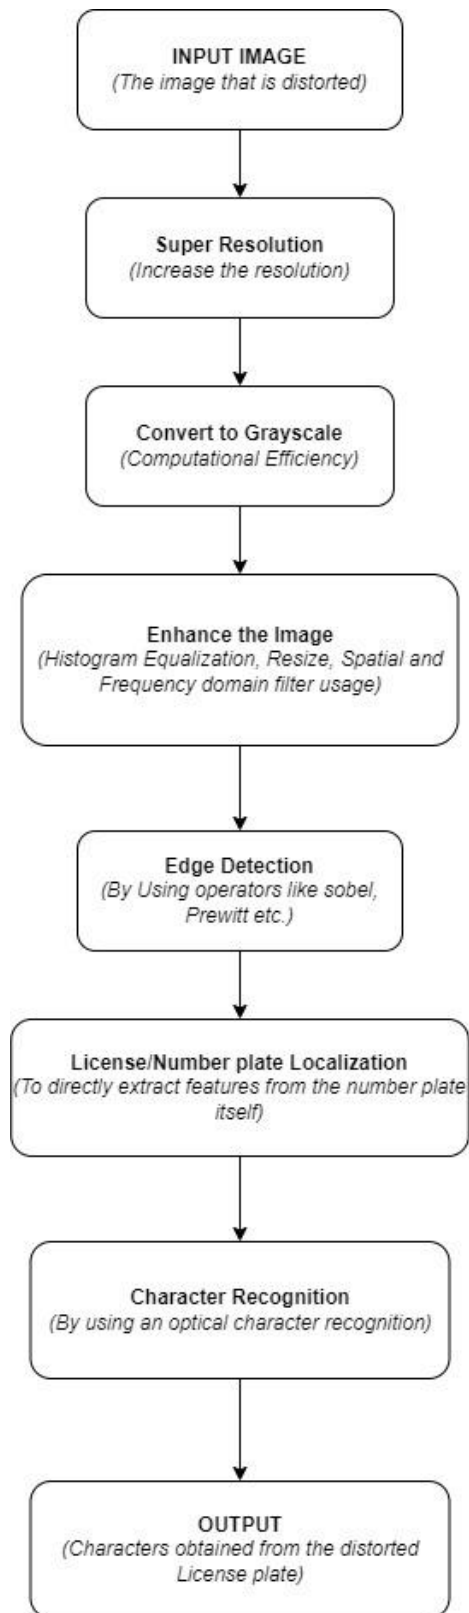 INPUT IMAGE
(The image that is distorted)
Super Resolution
(Increase the resolution)
Convert to Grayscale
(Computational Efficiency)
Enhance the Image
(Histogram Equalization, Resize, Spatial and
Frequency domain filter usage)
Edge Detection
(By Using operators like sobel,
Prewitt etc.)
License/Number plate Localization
(To directly extract features from the number plate
itself)
Character Recognition
(By using an optical character recognition)
OUTPUT
(Characters obtained from the distorted
License plate)